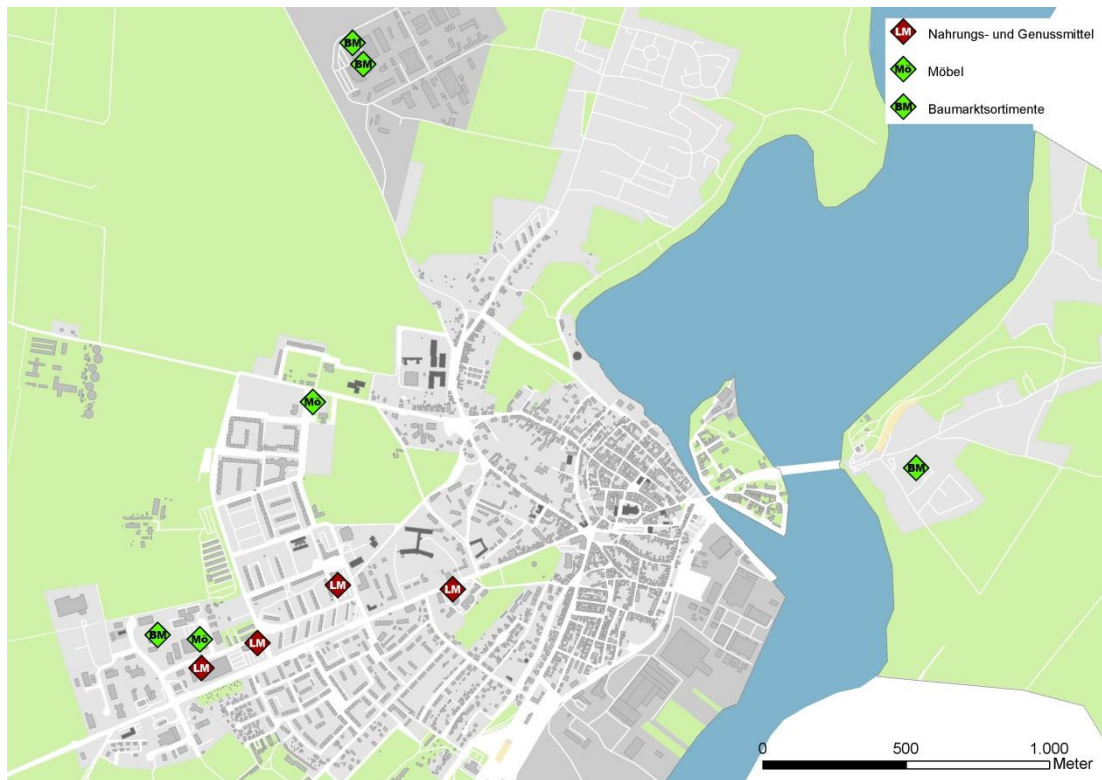 LM Nahrungs- und Genussmittel
Mö Möbel
BM Baumarktsortimente
BM
BM
Mö
BM
LM
LM
BM
Mö
LM
LM
0 500 1.000
Meter